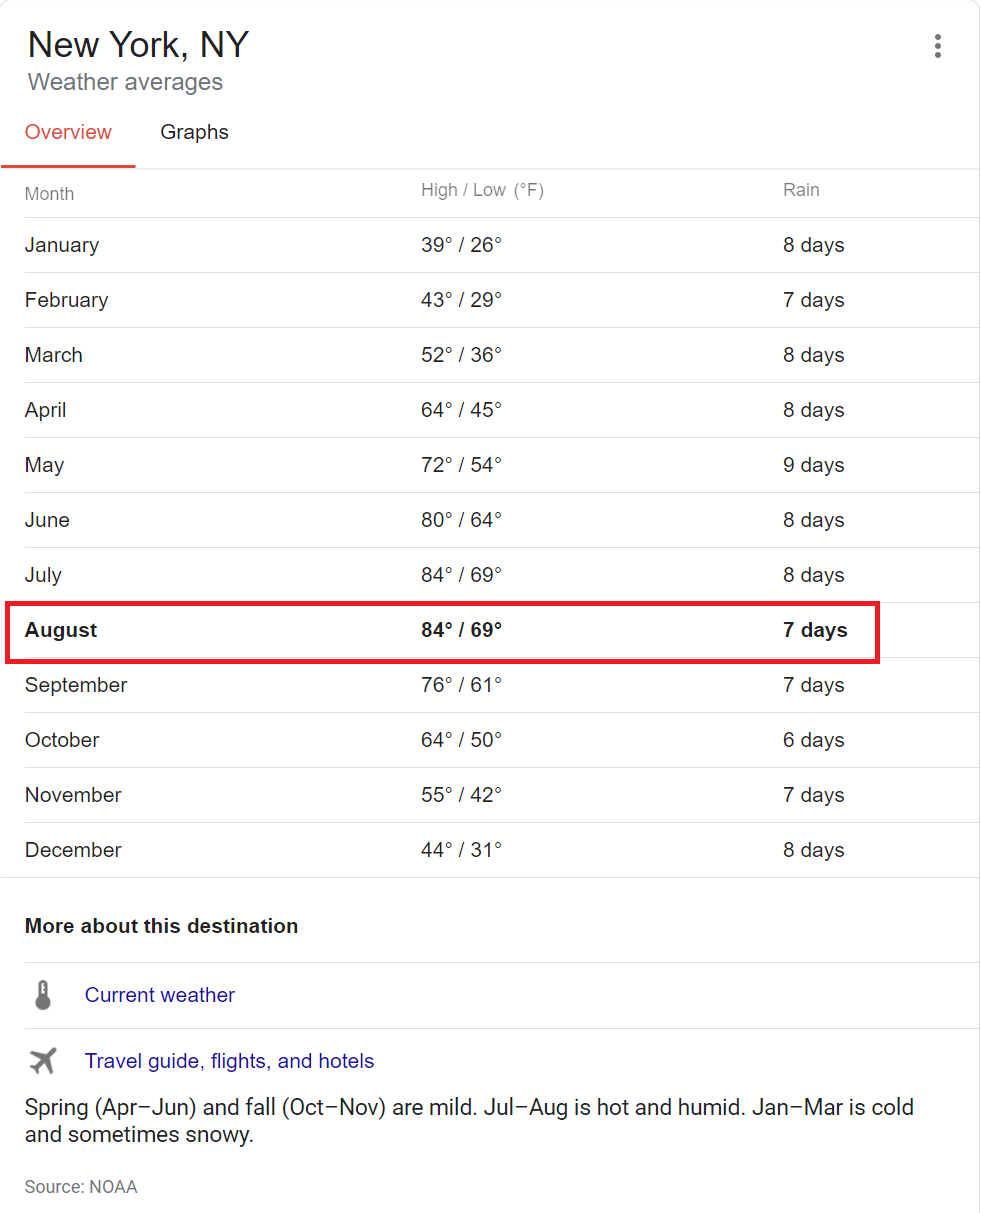 New York, NY
Weather averages
Overview Graphs
Month High / Low (°F) Rain
January 39° / 26° 8 days
February 43° / 29° 7 days
March 52° / 36° 8 days
April 64° / 45° 8 days
May 72° / 54° 9 days
June 80° / 64° 8 days
July 84° / 69° 8 days
August 84° / 69° 7 days
September 76° / 61° 7 days
October 64° / 50° 6 days
November 55° / 42° 7 days
December 44° / 31° 8 days
More about this destination
Current weather
Travel guide, flights, and hotels
Spring (Apr–Jun) and fall (Oct–Nov) are mild. Jul–Aug is hot and humid. Jan–Mar is cold
and sometimes snowy.
Source: NOAA